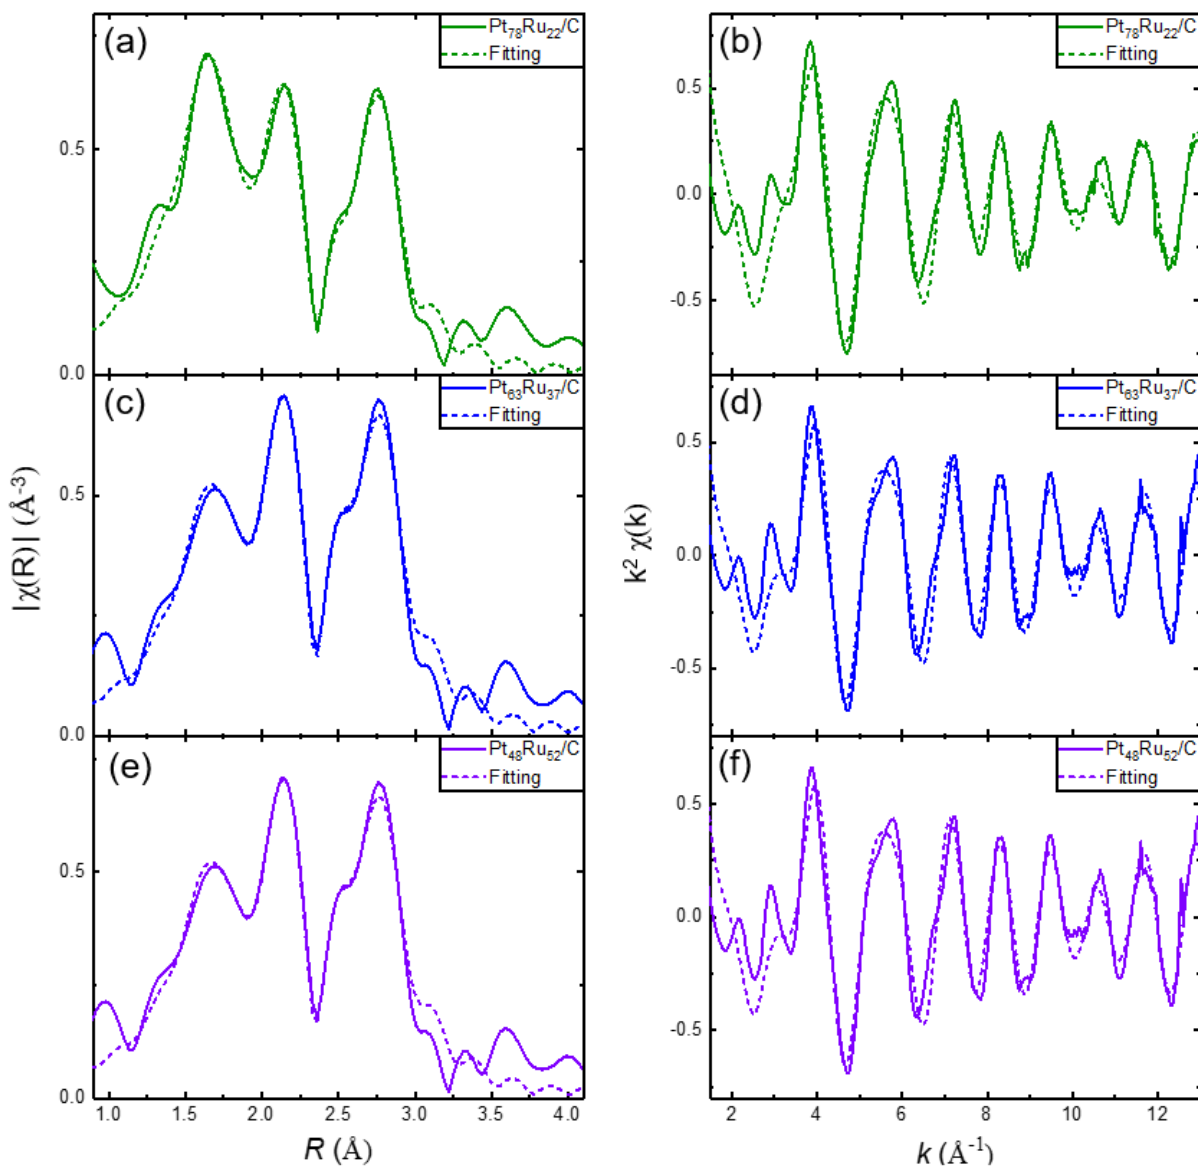 (a)
Pt₇₈Ru₂₂/C
Fitting
(b)
Pt₇₈Ru₂₂/C
Fitting
0.5
0.0
0.5
0.0
-0.5
(c)
Pt₆₃Ru₃₇/C
Fitting
(d)
Pt₆₃Ru₃₇/C
Fitting
|χ(R)| (Å⁻³)
0.5
0.0
k² χ(k)
0.5
0.0
-0.5
(e)
Pt₄₈Ru₅₂/C
Fitting
(f)
Pt₄₈Ru₅₂/C
Fitting
0.5
0.0
0.5
0.0
-0.5
1.0 1.5 2.0 2.5 3.0 3.5 4.0
2 4 6 8 10 12
R (Å)
k (Å⁻¹)